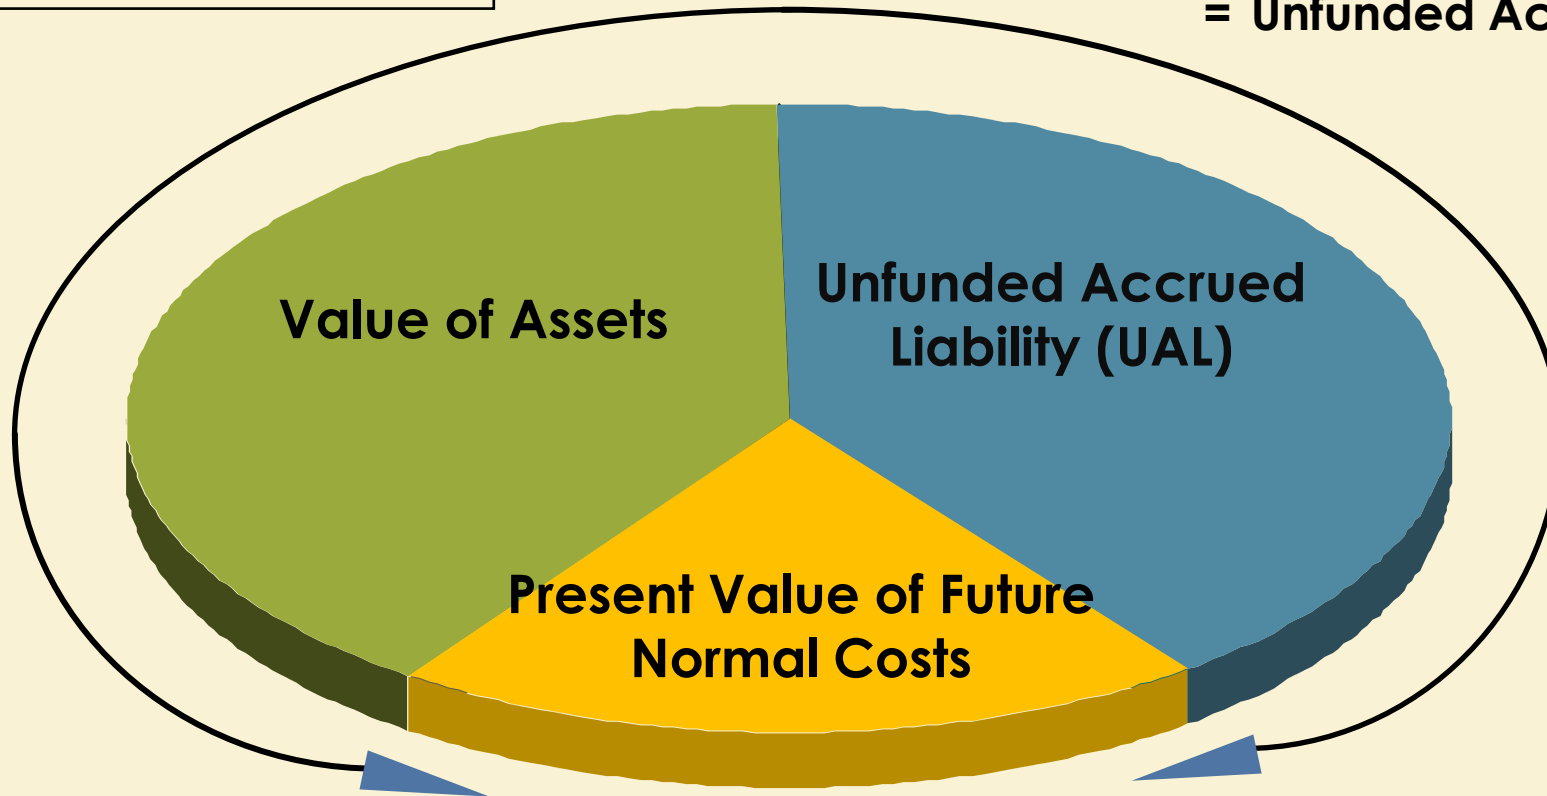 = Unfunded Ac
Value of Assets
Unfunded Accrued
Liability (UAL)
Present Value of Future
Normal Costs